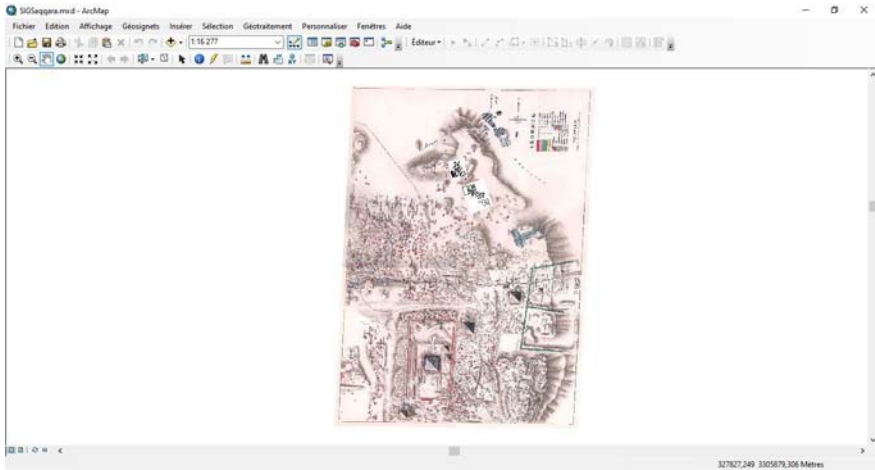 SIGSaqqara.mxd - ArcMap
Fichier Edition Affichage Géosignets Insérer Sélection Géotraitement Personnaliser Fenêtres Aide
1:16 277 Éditeur
327827,249 3305879,306 Mètres